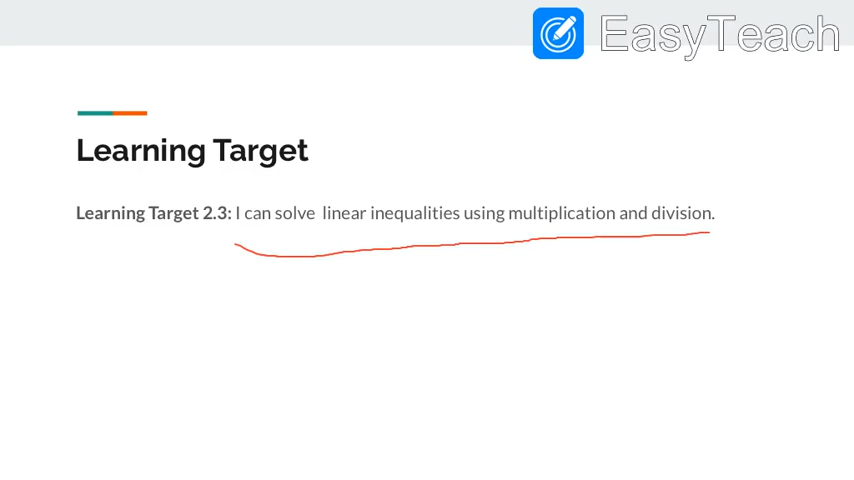 EasyTeach
Learning Target
Learning Target 2.3: I can solve  linear inequalities using multiplication and division.